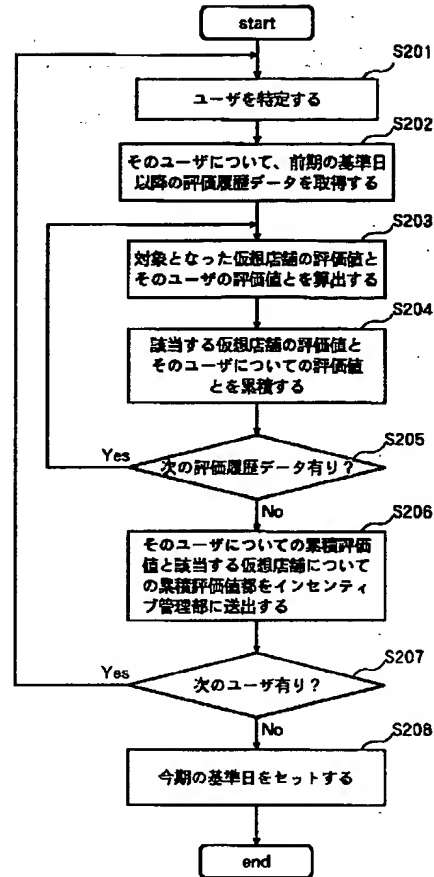 start
S201
ユーザを特定する
S202
そのユーザについて、前期の基準日
以降の評価履歴データを取得する
S203
対象となった仮想店舗の評価値と
そのユーザの評価値とを算出する
S204
該当する仮想店舗の評価値と
そのユーザについての評価値
とを累積する
S205
Yes
次の評価履歴データ有り？
No
S206
そのユーザについての累積評価
値と該当する仮想店舗について
の累積評価値都をインセンティ
ブ管理部に送出する
S207
Yes
次のユーザ有り？
No
S208
今期の基準日をセットする
end